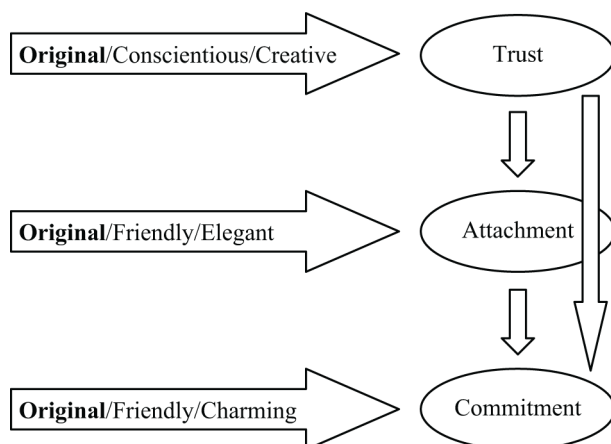 Original/Conscientious/Creative
Trust
Original/Friendly/Elegant
Attachment
Original/Friendly/Charming
Commitment